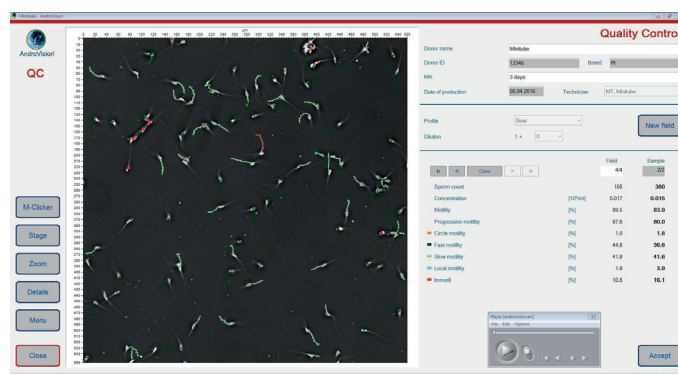 Minitube - AndroVision
Quality Contro
AndroVision
QC
Donor name Minitube
Donor ID 12345 Breed PI
Info 3 days
Date of production 05.04.2016 Technician MT, Minitube
Profile Boar
Dilution 1 + 8
New field
Clear
Field Sample
4/4 2/2
Sperm count 105 380
Concentration [10⁹/ml] 0.017 0.015
Motility [%] 89.5 83.9
Progressive motility [%] 87.6 80.0
Circle motility [%] 1.0 1.8
Fast motility [%] 44.8 36.6
Slow motility [%] 41.9 41.6
Local motility [%] 1.9 3.9
Immotil [%] 10.5 16.1
M-Clicker
Stage
Zoom
Details
Menu
Close
Player [androvision.avi]
File Edit Options
Accept